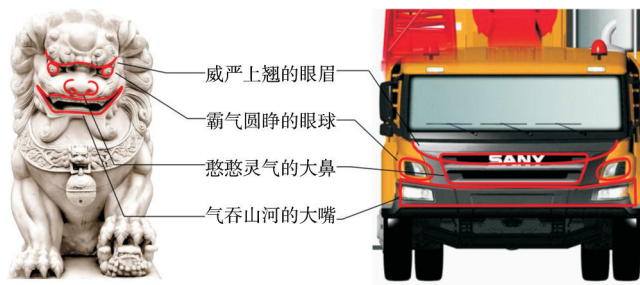 威严上翘的眼眉
霸气圆睁的眼球
憨憨灵气的大鼻
气吞山河的大嘴
SANY